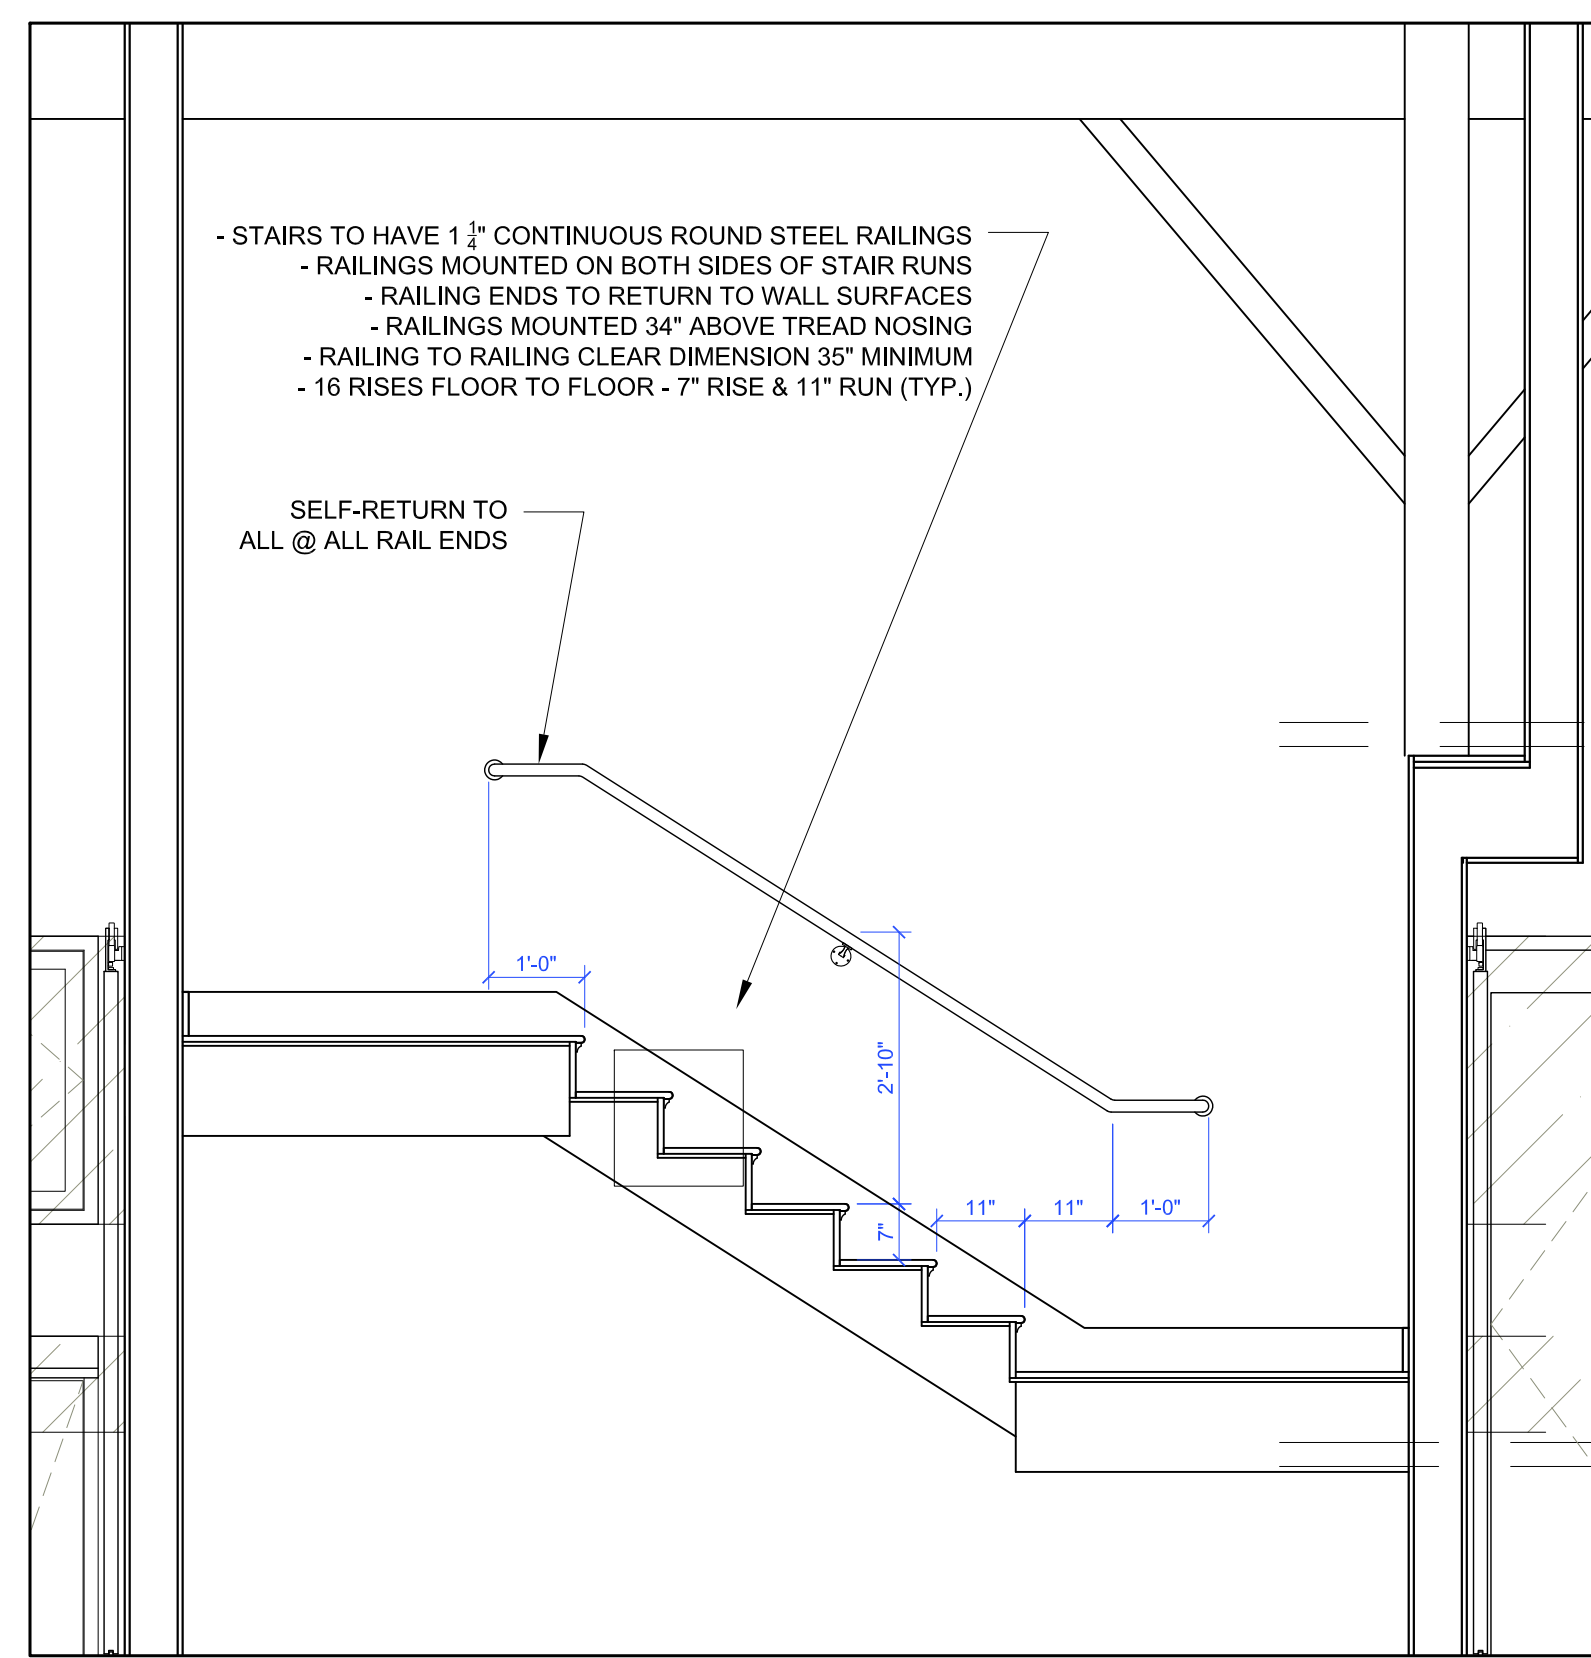 - STAIRS TO HAVE 1 1/4" CONTINUOUS ROUND STEEL RAILINGS
- RAILINGS MOUNTED ON BOTH SIDES OF STAIR RUNS
- RAILING ENDS TO RETURN TO WALL SURFACES
- RAILINGS MOUNTED 34" ABOVE TREAD NOSING
- RAILING TO RAILING CLEAR DIMENSION 35" MINIMUM
- 16 RISES FLOOR TO FLOOR - 7" RISE & 11" RUN (TYP.)
SELF-RETURN TO
ALL @ ALL RAIL ENDS
1'-0"
2'-10"
11"
11"
1'-0"
7"